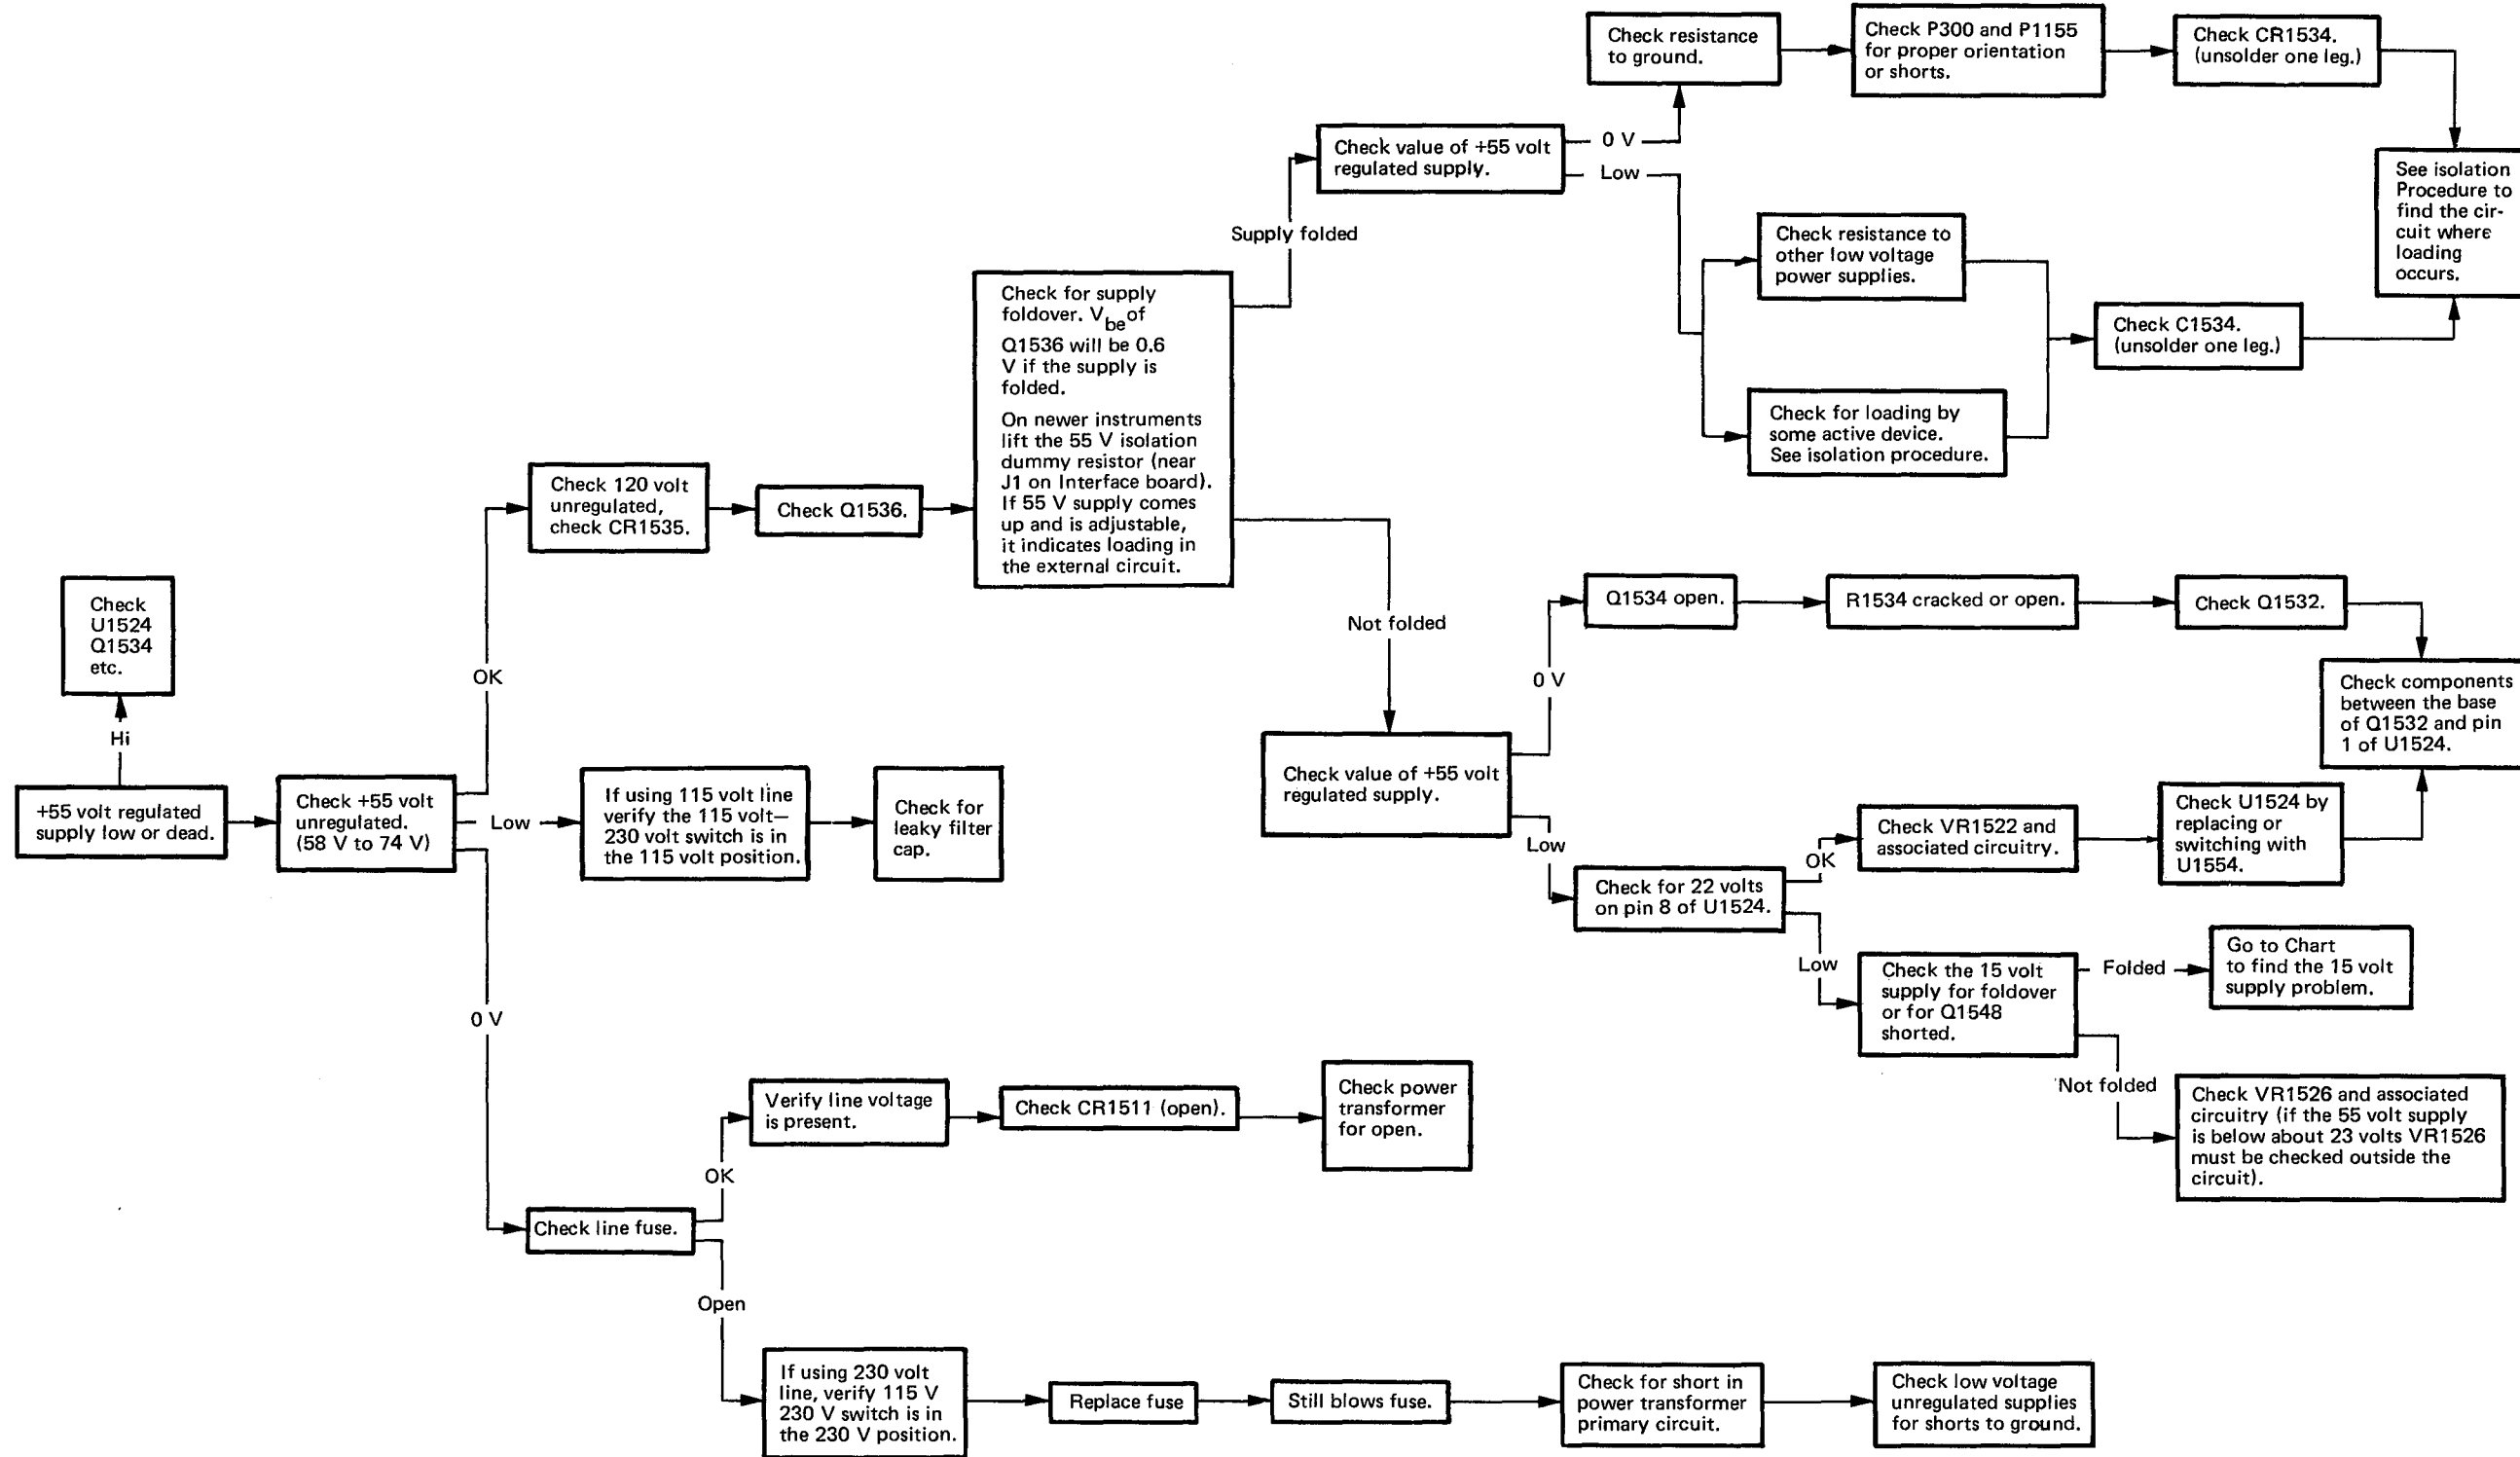 Check resistance
to ground.
Check P300 and P1155
for proper orientation
or shorts.
Check CR1534.
(unsolder one leg.)
Check value of +55 volt
regulated supply.
0 V
Low
See isolation
Procedure to
find the cir-
cuit where
loading
occurs.
Supply folded
Check resistance to
other low voltage
power supplies.
Check C1534.
(unsolder one leg.)
Check for loading by
some active device.
See isolation procedure.
Check for supply
foldover. Vbe of
Q1536 will be 0.6
V if the supply is
folded.
On newer instruments
lift the 55 V isolation
dummy resistor (near
J1 on Interface board).
If 55 V supply comes
up and is adjustable,
it indicates loading in
the external circuit.
Check 120 volt
unregulated,
check CR1535.
Check Q1536.
Check
U1524
Q1534
etc.
OK
Not folded
Q1534 open.
R1534 cracked or open.
Check Q1532.
0 V
Check components
between the base
of Q1532 and pin
1 of U1524.
Hi
+55 volt regulated
supply low or dead.
Check +55 volt
unregulated.
(58 V to 74 V)
Low
If using 115 volt line
verify the 115 volt—
230 volt switch is in
the 115 volt position.
Check for
leaky filter
cap.
Check value of +55 volt
regulated supply.
Low
Check for 22 volts
on pin 8 of U1524.
OK
Check VR1522 and
associated circuitry.
Check U1524 by
replacing or
switching with
U1554.
Low
Check the 15 volt
supply for foldover
or for Q1548
shorted.
Folded
Go to Chart
to find the 15 volt
supply problem.
Not folded
Check VR1526 and associated
circuitry (if the 55 volt supply
is below about 23 volts VR1526
must be checked outside the
circuit).
0 V
Verify line voltage
is present.
Check CR1511 (open).
Check power
transformer
for open.
OK
Check line fuse.
Open
If using 230 volt
line, verify 115 V
230 V switch is in
the 230 V position.
Replace fuse
Still blows fuse.
Check for short in
power transformer
primary circuit.
Check low voltage
unregulated supplies
for shorts to ground.